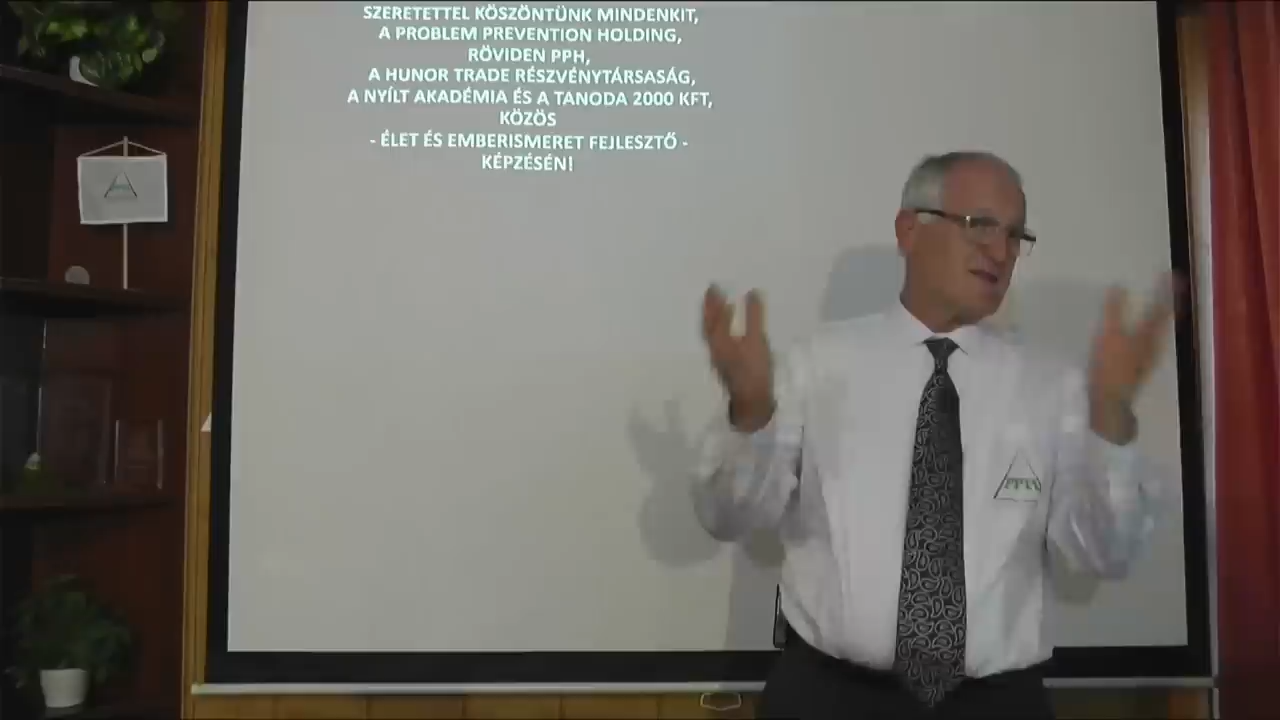 SZERETETTEL KÖSZÖNTÜNK MINDENKIT,
A PROBLEM PREVENTION HOLDING,
RÖVIDEN PPH,
A HUNOR TRADE RÉSZVÉNYTÁRSASÁG,
A NYÍLT AKADÉMIA ÉS A TANODA 2000 KFT,
KÖZÖS
- ÉLET ÉS EMBERISMERET FEJLESZTŐ -
KÉPZÉSÉN!